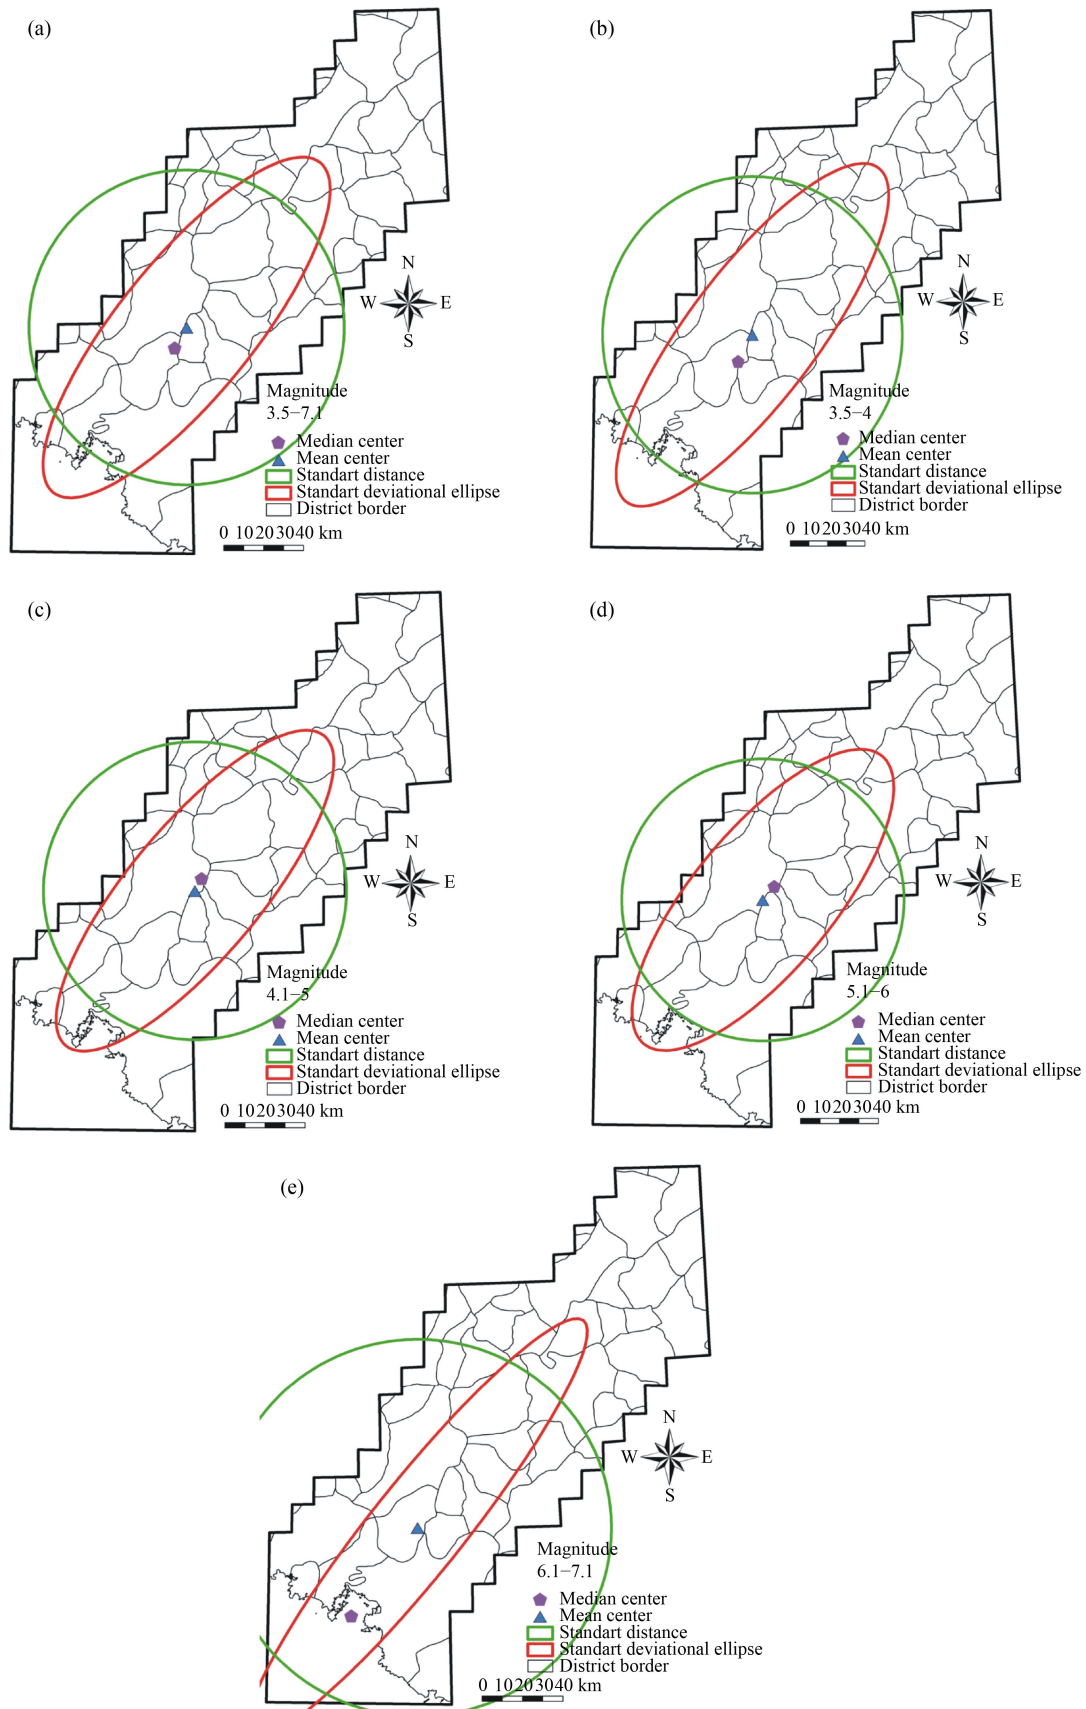 (a)
N
W
E
S
Magnitude
3.5−7.1
Median center
Mean center
Standart distance
Standart deviational ellipse
District border
0 10203040 km
(b)
N
W
E
S
Magnitude
3.5−4
Median center
Mean center
Standart distance
Standart deviational ellipse
District border
0 10203040 km
(c)
N
W
E
S
Magnitude
4.1−5
Median center
Mean center
Standart distance
Standart deviational ellipse
District border
0 10203040 km
(d)
N
W
E
S
Magnitude
5.1−6
Median center
Mean center
Standart distance
Standart deviational ellipse
District border
0 10203040 km
(e)
N
W
E
S
Magnitude
6.1−7.1
Median center
Mean center
Standart distance
Standart deviational ellipse
District border
0 10203040 km